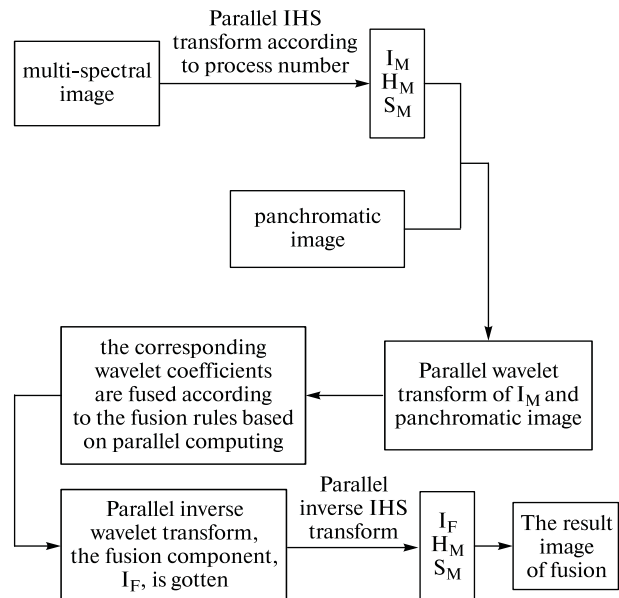 Parallel IHS
transform according
to process number
multi-spectral
image
I_M
H_M
S_M
panchromatic
image
the corresponding
wavelet coefficients
are fused according
to the fusion rules based
on parallel computing
Parallel wavelet
transform of I_M and
panchromatic image
Parallel inverse
wavelet transform,
the fusion component,
I_F, is gotten
Parallel
inverse IHS
transform
I_F
H_M
S_M
The result
image
of fusion